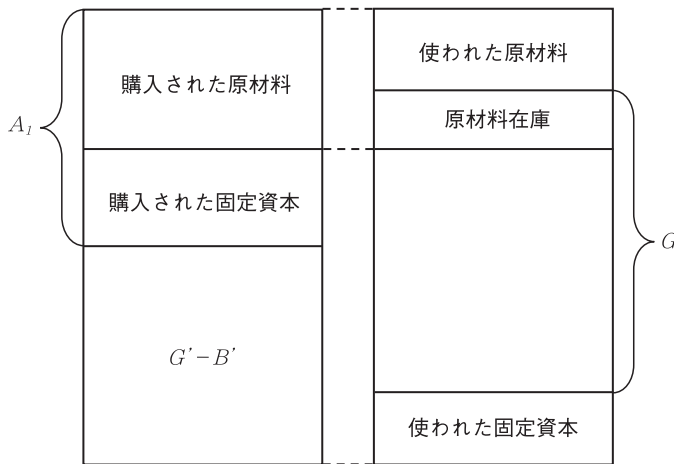 使われた原材料
購入された原材料
原材料在庫
A₁
購入された固定資本
G
G' − B'
使われた固定資本